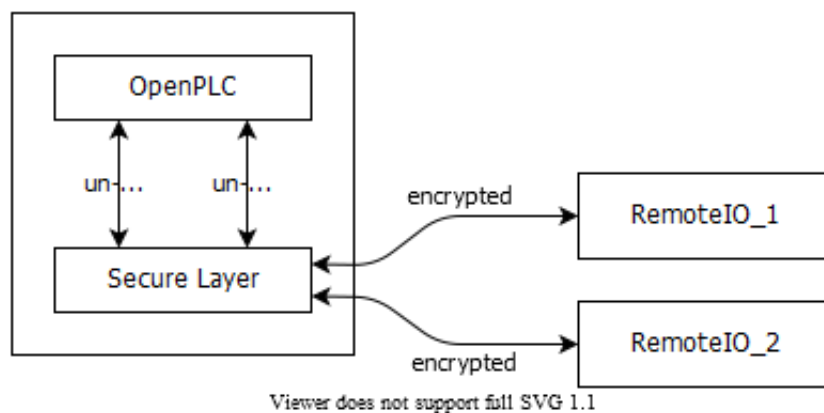 OpenPLC
un-... un-...
encrypted
RemoteIO_1
Secure Layer
RemoteIO_2
encrypted
Viewer does not support full SVG 1.1